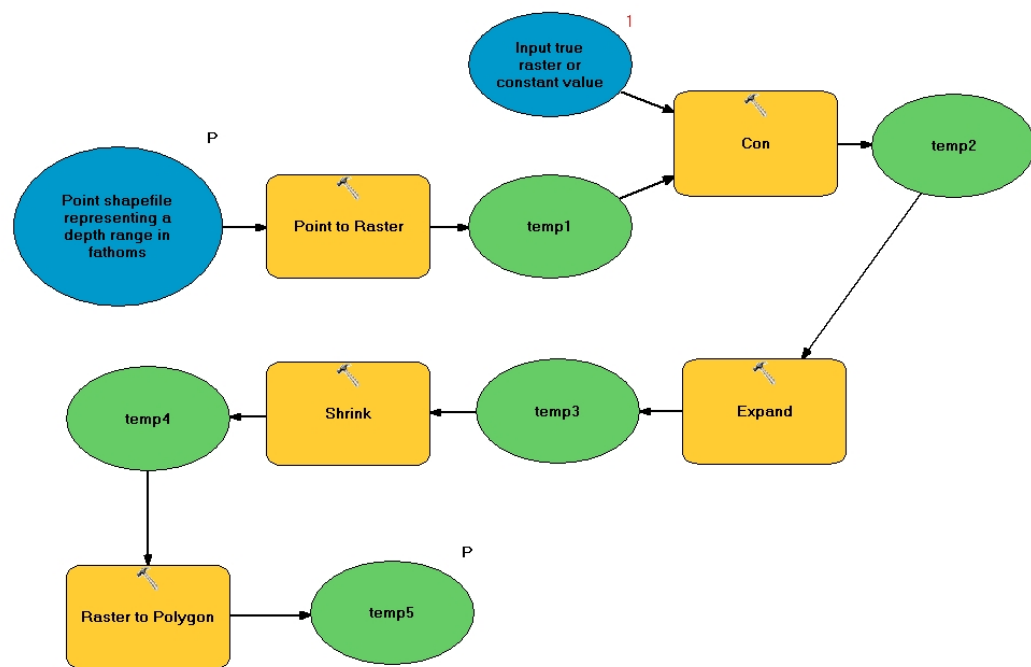 1
Input true
raster or
constant value
Con
temp2
P
Point shapefile
representing a
depth range in
fathoms
Point to Raster
temp1
temp4
Shrink
temp3
Expand
P
Raster to Polygon
temp5